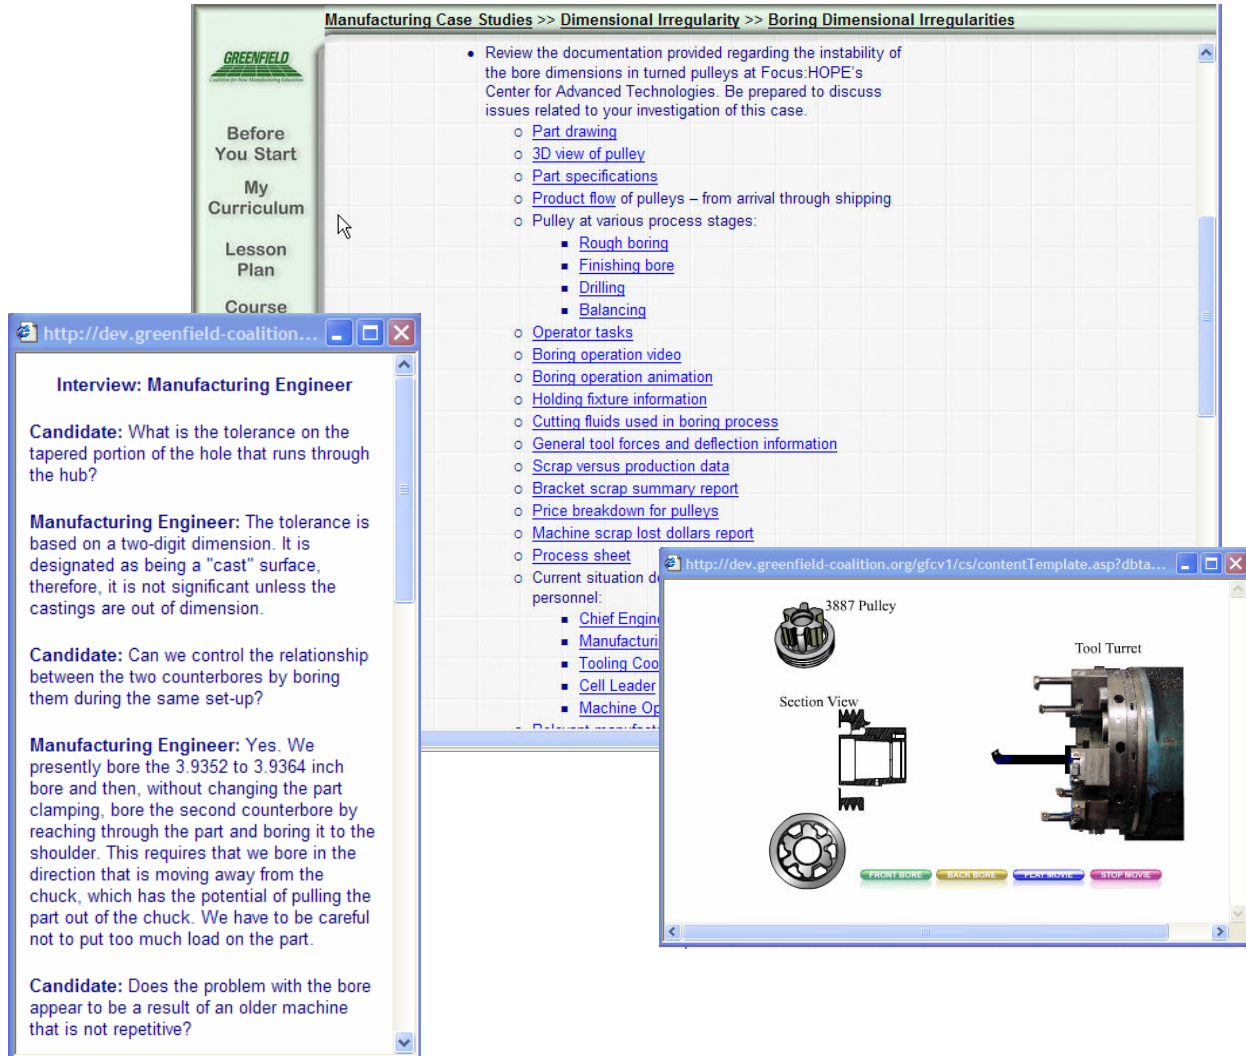 Manufacturing Case Studies >> Dimensional Irregularity >> Boring Dimensional Irregularities
GREENFIELD
Coalition for New Manufacturing Education
Before
You Start
My
Curriculum
Lesson
Plan
Course
• Review the documentation provided regarding the instability of
the bore dimensions in turned pulleys at Focus:HOPE's
Center for Advanced Technologies. Be prepared to discuss
issues related to your investigation of this case.
Part drawing
3D view of pulley
Part specifications
Product flow of pulleys – from arrival through shipping
Pulley at various process stages:
Rough boring
Finishing bore
Drilling
Balancing
Operator tasks
Boring operation video
Boring operation animation
Holding fixture information
Cutting fluids used in boring process
General tool forces and deflection information
Scrap versus production data
Bracket scrap summary report
Price breakdown for pulleys
Machine scrap lost dollars report
Process sheet
Current situation de
personnel:
Chief Engin
Manufacturi
Tooling Coo
Cell Leader
Machine Op
http://dev.greenfield-coalition...
Interview: Manufacturing Engineer
Candidate: What is the tolerance on the
tapered portion of the hole that runs through
the hub?
Manufacturing Engineer: The tolerance is
based on a two-digit dimension. It is
designated as being a "cast" surface,
therefore, it is not significant unless the
castings are out of dimension.
Candidate: Can we control the relationship
between the two counterbores by boring
them during the same set-up?
Manufacturing Engineer: Yes. We
presently bore the 3.9352 to 3.9364 inch
bore and then, without changing the part
clamping, bore the second counterbore by
reaching through the part and boring it to the
shoulder. This requires that we bore in the
direction that is moving away from the
chuck, which has the potential of pulling the
part out of the chuck. We have to be careful
not to put too much load on the part.
Candidate: Does the problem with the bore
appear to be a result of an older machine
that is not repetitive?
http://dev.greenfield-coalition.org/gfcv1/cs/contentTemplate.asp?dbta...
3887 Pulley
Tool Turret
Section View
FRONT BORE BACK BORE PLAY MOVIE STOP MOVIE